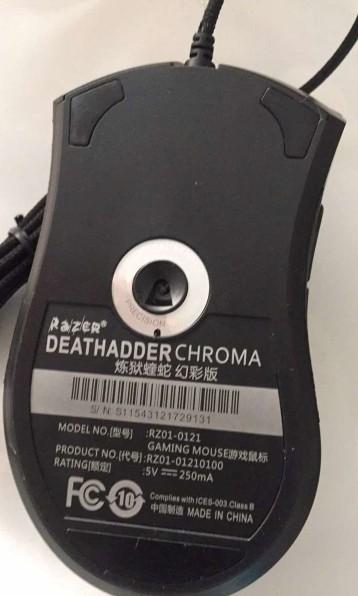 PRECISION
RAZER®
DEATHADDER CHROMA
炼狱蝰蛇 幻彩版
S/N: S11543121729131
MODEL NO.[型号] :RZ01-0121
GAMING MOUSE游戏鼠标
PRODUCT NO.[代号]:RZ01-01210100
RATING[额定] :5V ⎓ 250mA
FC 10 Complies with ICES-003 Class B
中国制造 MADE IN CHINA